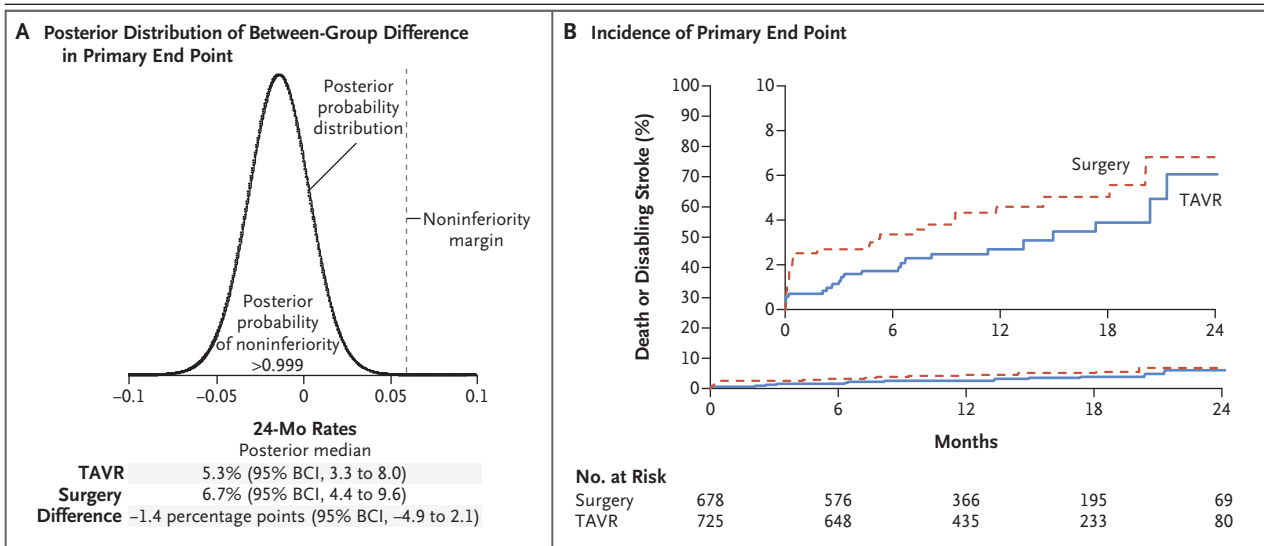 A Posterior Distribution of Between-Group Difference
in Primary End Point
Posterior
probability
distribution
Noninferiority
margin
Posterior
probability
of noninferiority
>0.999
−0.1 −0.05 0 0.05 0.1
24-Mo Rates
Posterior median
TAVR 5.3% (95% BCI, 3.3 to 8.0)
Surgery 6.7% (95% BCI, 4.4 to 9.6)
Difference −1.4 percentage points (95% BCI, −4.9 to 2.1)
B Incidence of Primary End Point
Death or Disabling Stroke (%)
100
90
80
70
60
50
40
30
20
10
0
10
8
6
4
2
0
Surgery
TAVR
0 6 12 18 24
0 6 12 18 24
Months
No. at Risk
Surgery 678 576 366 195 69
TAVR 725 648 435 233 80